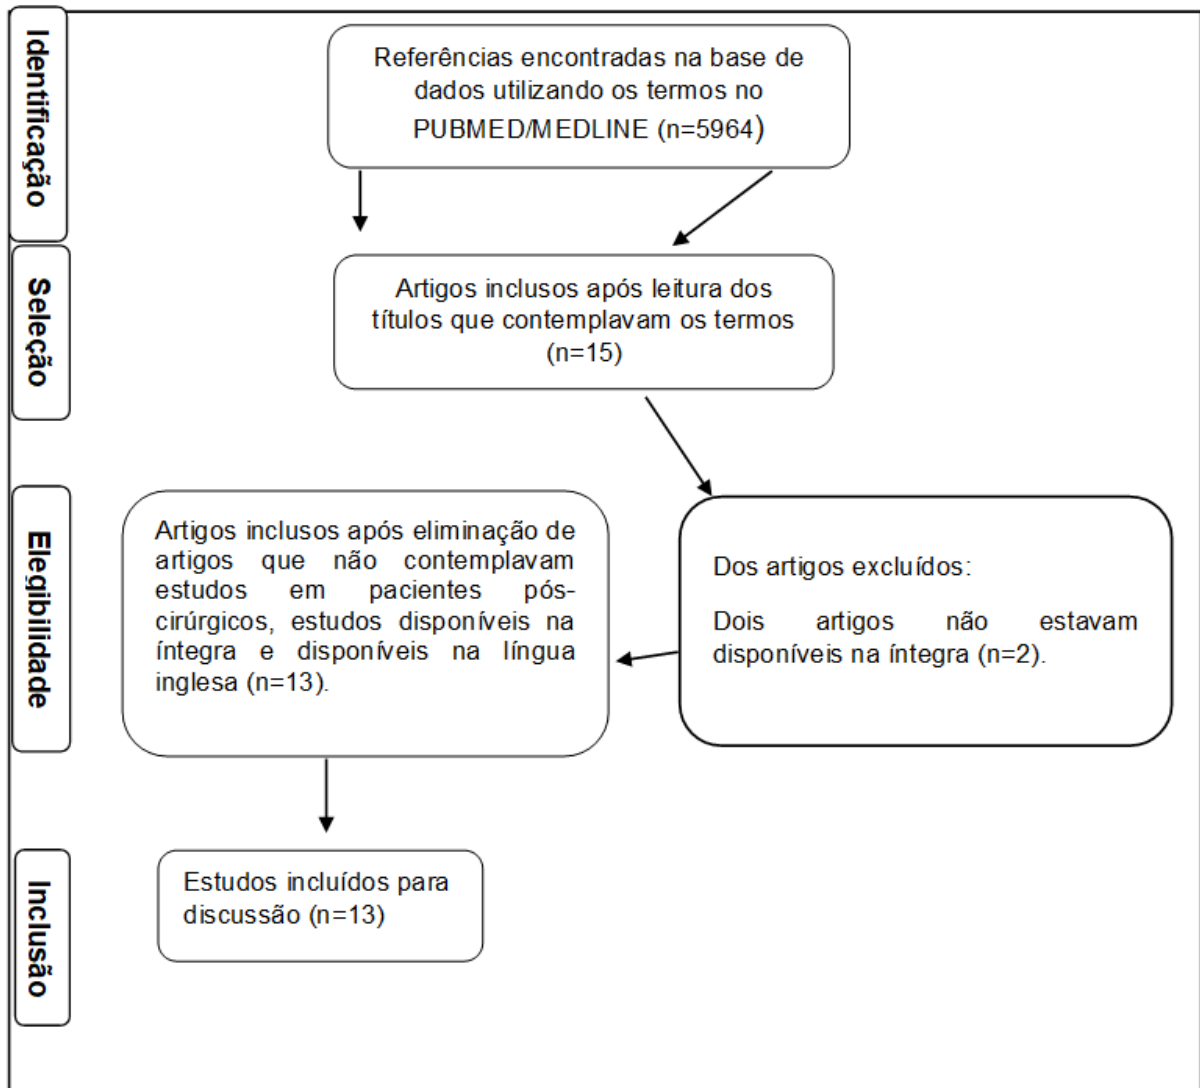 Identificação
Referências encontradas na base de
dados utilizando os termos no
PUBMED/MEDLINE (n=5964)
Seleção
Artigos inclusos após leitura dos
títulos que contemplavam os termos
(n=15)
Elegibilidade
Artigos inclusos após eliminação de
artigos que não contemplavam
estudos em pacientes pós-
cirúrgicos, estudos disponíveis na
íntegra e disponíveis na língua
inglesa (n=13).
Dos artigos excluídos:
Dois artigos não estavam
disponíveis na íntegra (n=2).
Inclusão
Estudos incluídos para
discussão (n=13)